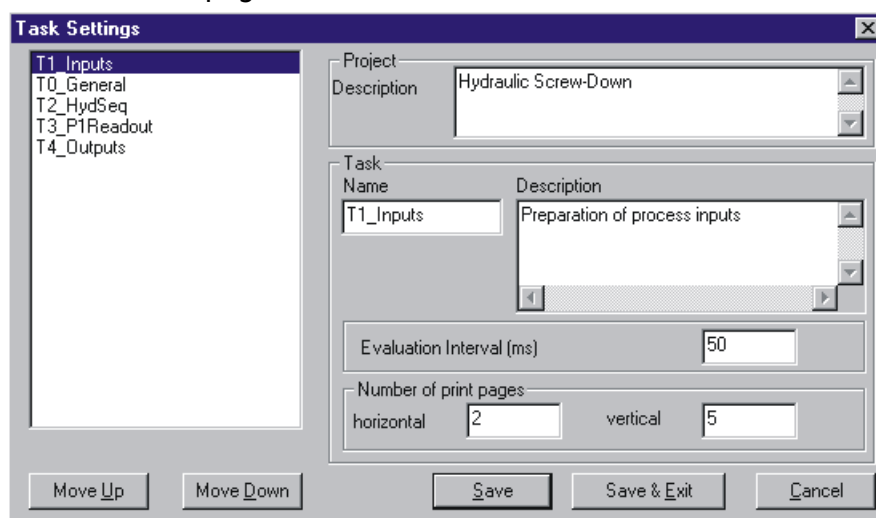 Task Settings
T1_Inputs
T0_General
T2_HydSeq
T3_P1Readout
T4_Outputs
Project
Description
Hydraulic Screw-Down
Task
Name
Description
T1_Inputs
Preparation of process inputs
Evaluation Interval (ms)
50
Number of print pages
horizontal
2
vertical
5
Move Up
Move Down
Save
Save & Exit
Cancel